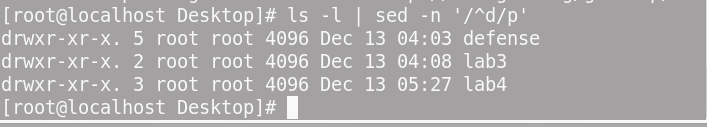 [root@localhost Desktop]# ls -l | sed -n '/^d/p'
drwxr-xr-x. 5 root root 4096 Dec 13 04:03 defense
drwxr-xr-x. 2 root root 4096 Dec 13 04:08 lab3
drwxr-xr-x. 3 root root 4096 Dec 13 05:27 lab4
[root@localhost Desktop]#